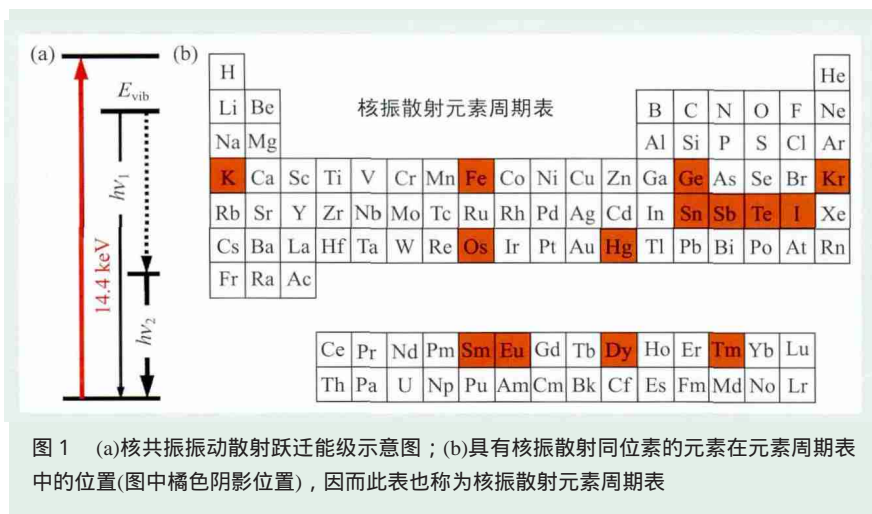 (a)
E_vib
hν₁
14.4 keV
hν₂
(b)
核振散射元素周期表
H He
Li Be B C N O F Ne
Na Mg Al Si P S Cl Ar
K Ca Sc Ti V Cr Mn Fe Co Ni Cu Zn Ga Ge As Se Br Kr
Rb Sr Y Zr Nb Mo Tc Ru Rh Pd Ag Cd In Sn Sb Te I Xe
Cs Ba La Hf Ta W Re Os Ir Pt Au Hg Tl Pb Bi Po At Rn
Fr Ra Ac
Ce Pr Nd Pm Sm Eu Gd Tb Dy Ho Er Tm Yb Lu
Th Pa U Np Pu Am Cm Bk Cf Es Fm Md No Lr
图 1 (a)核共振振动散射跃迁能级示意图；(b)具有核振散射同位素的元素在元素周期表
中的位置(图中橘色阴影位置)，因而此表也称为核振散射元素周期表